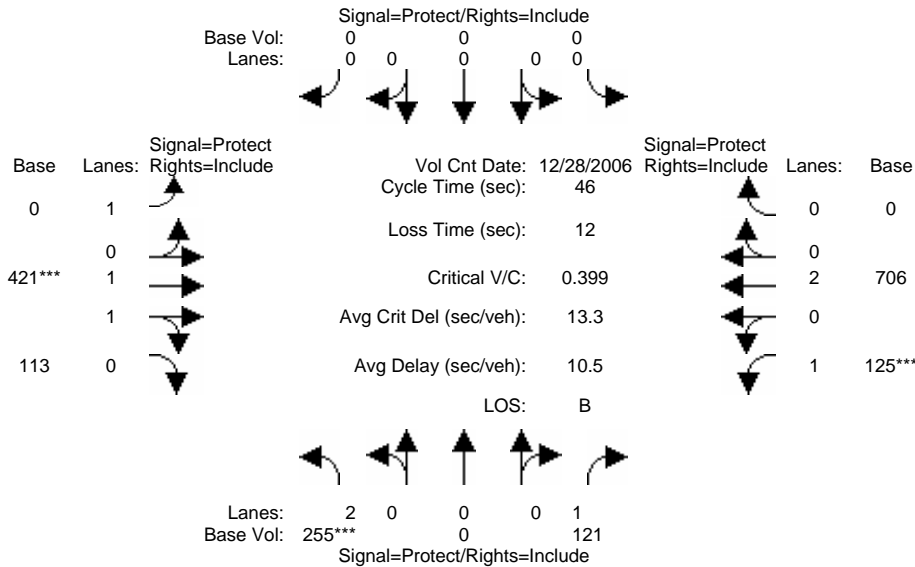 Signal=Protect/Rights=Include
Base Vol: 0 0 0
Lanes: 0 0 0 0 0
Signal=Protect Signal=Protect
Base Lanes: Rights=Include Vol Cnt Date: 12/28/2006 Rights=Include Lanes: Base
Cycle Time (sec): 46
0 1 0 0
Loss Time (sec): 12
0 0
421*** 1 Critical V/C: 0.399 2 706
1 Avg Crit Del (sec/veh): 13.3 0
113 0 Avg Delay (sec/veh): 10.5 1 125***
LOS: B
Lanes: 2 0 0 0 1
Base Vol: 255*** 0 121
Signal=Protect/Rights=Include